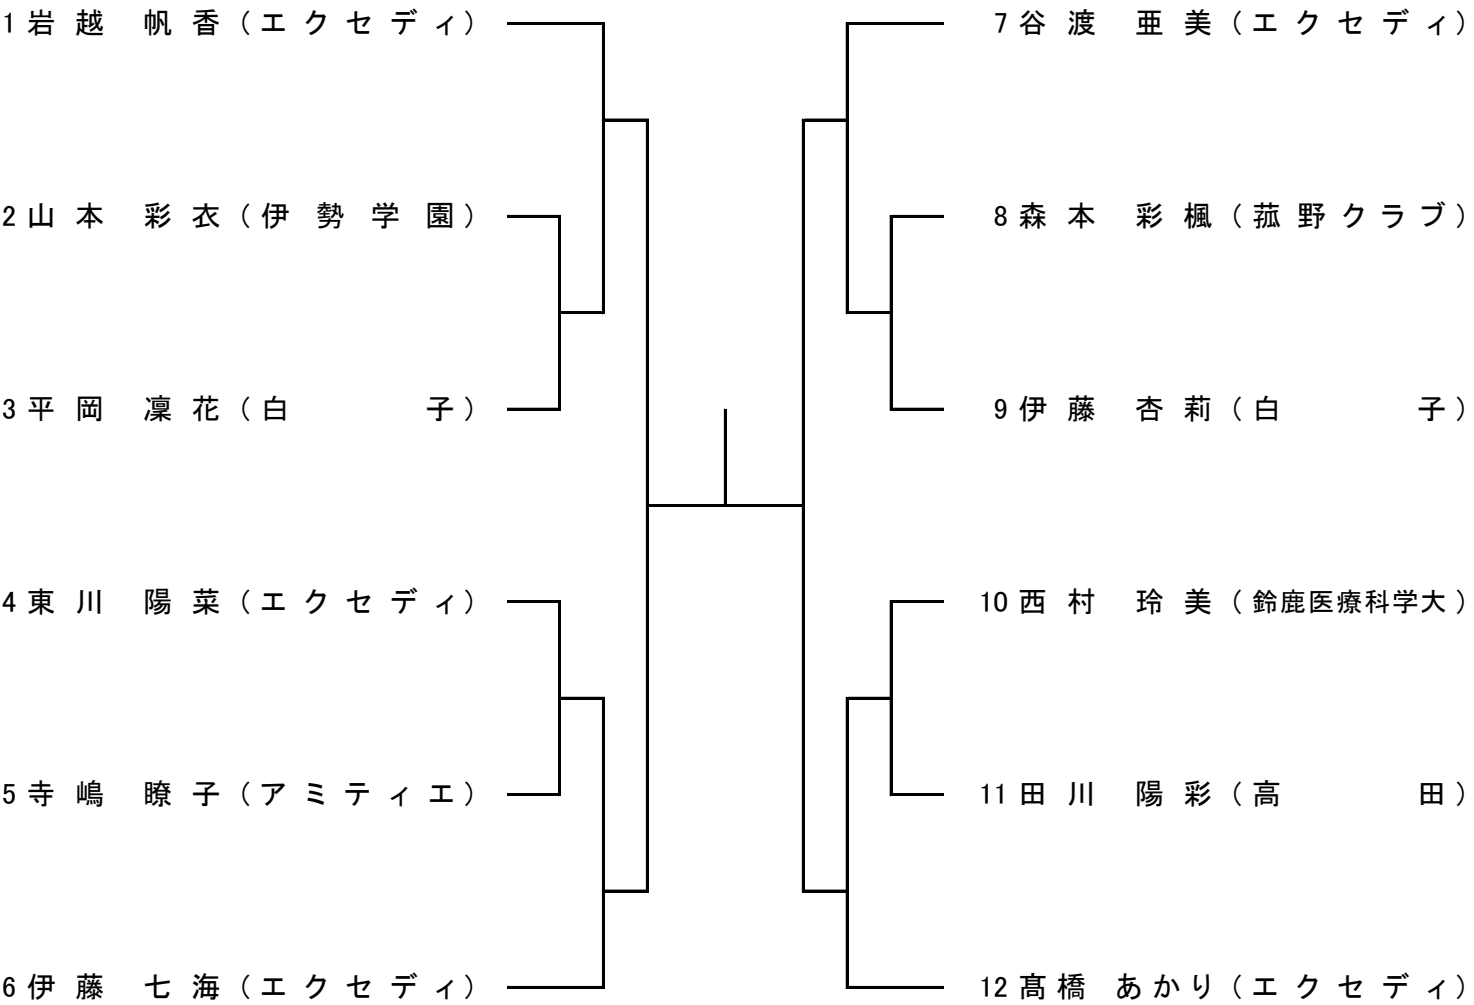 1 岩越 帆香（エクセディ）
2 山本 彩衣（伊勢学園）
3 平岡 凜花（白子）
4 東川 陽菜（エクセディ）
5 寺嶋 瞭子（アミティエ）
6 伊藤 七海（エクセディ）
7 谷渡 亜美（エクセディ）
8 森本 彩楓（菰野クラブ）
9 伊藤 杏莉（白子）
10 西村 玲美（鈴鹿医療科学大）
11 田川 陽彩（高田）
12 髙橋 あかり（エクセディ）